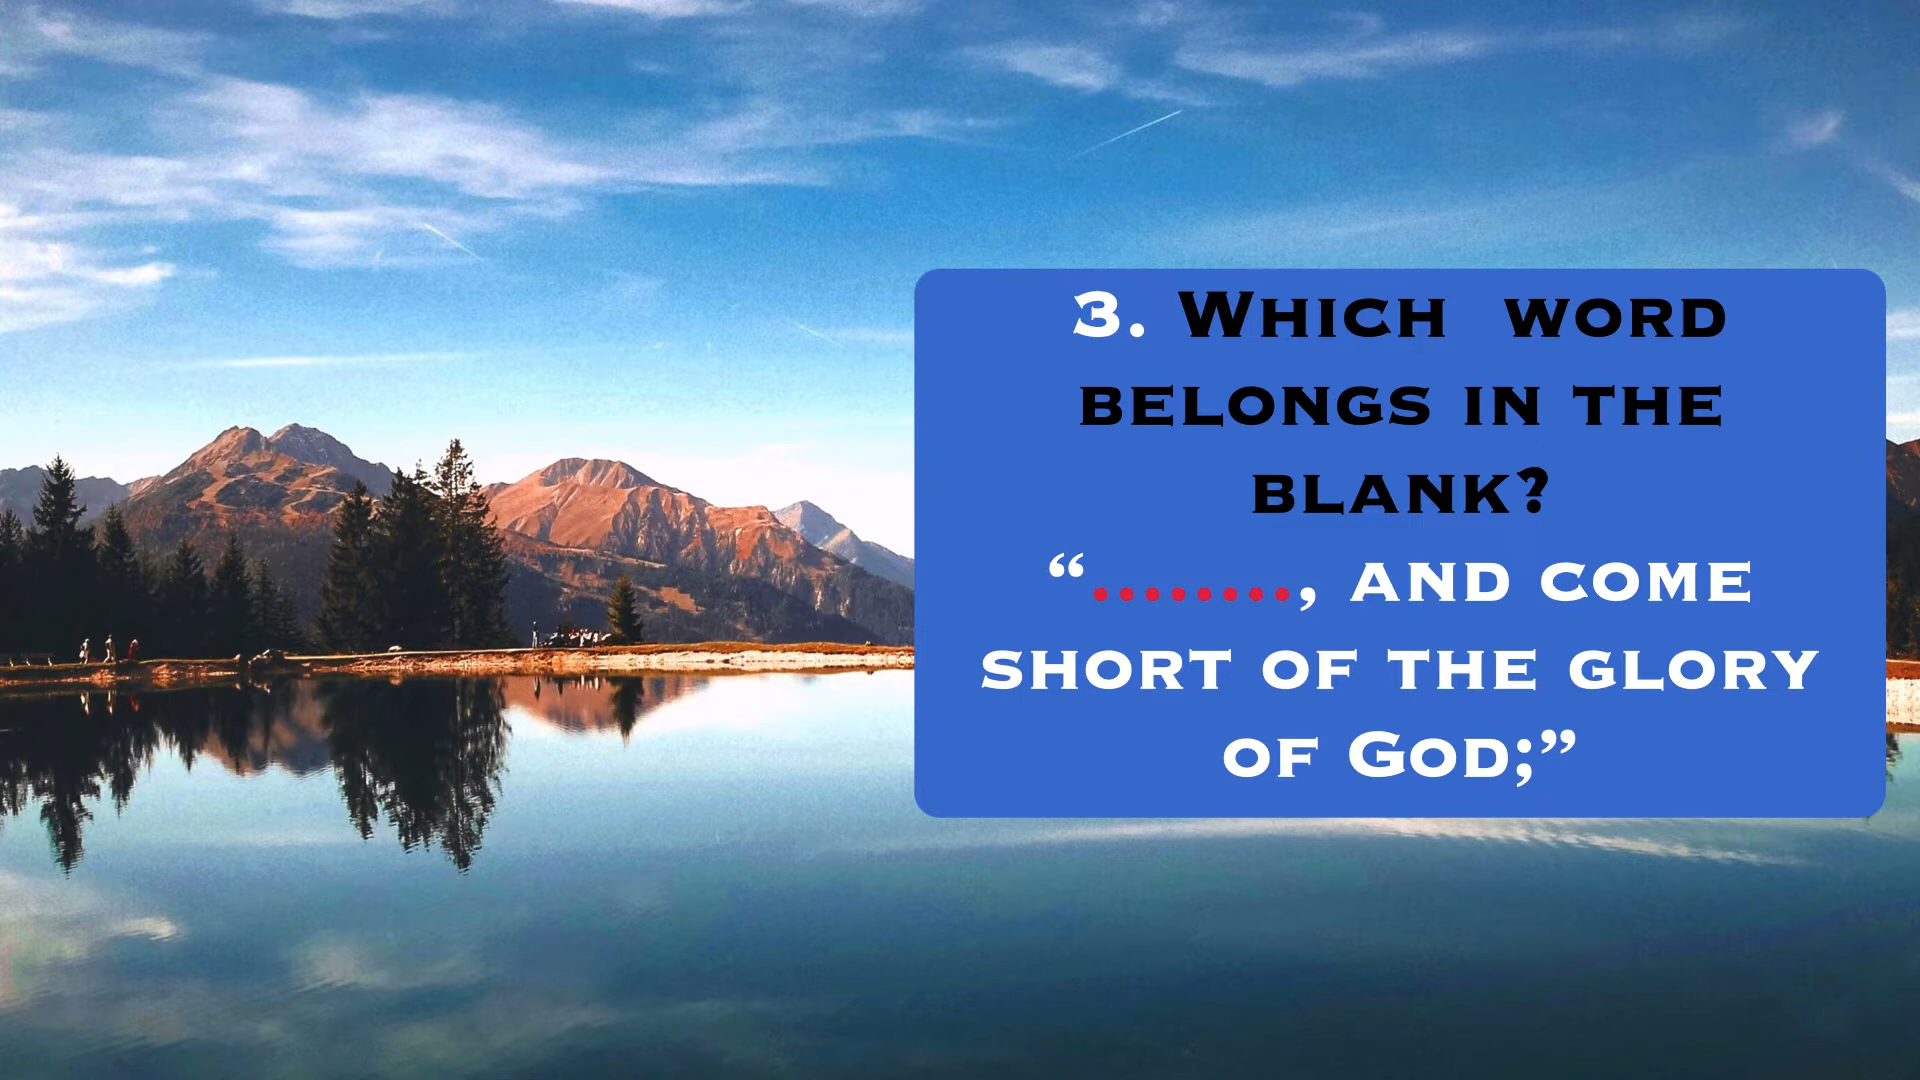 3. Which word
belongs in the
blank?
“........, and come
short of the glory
of God;”